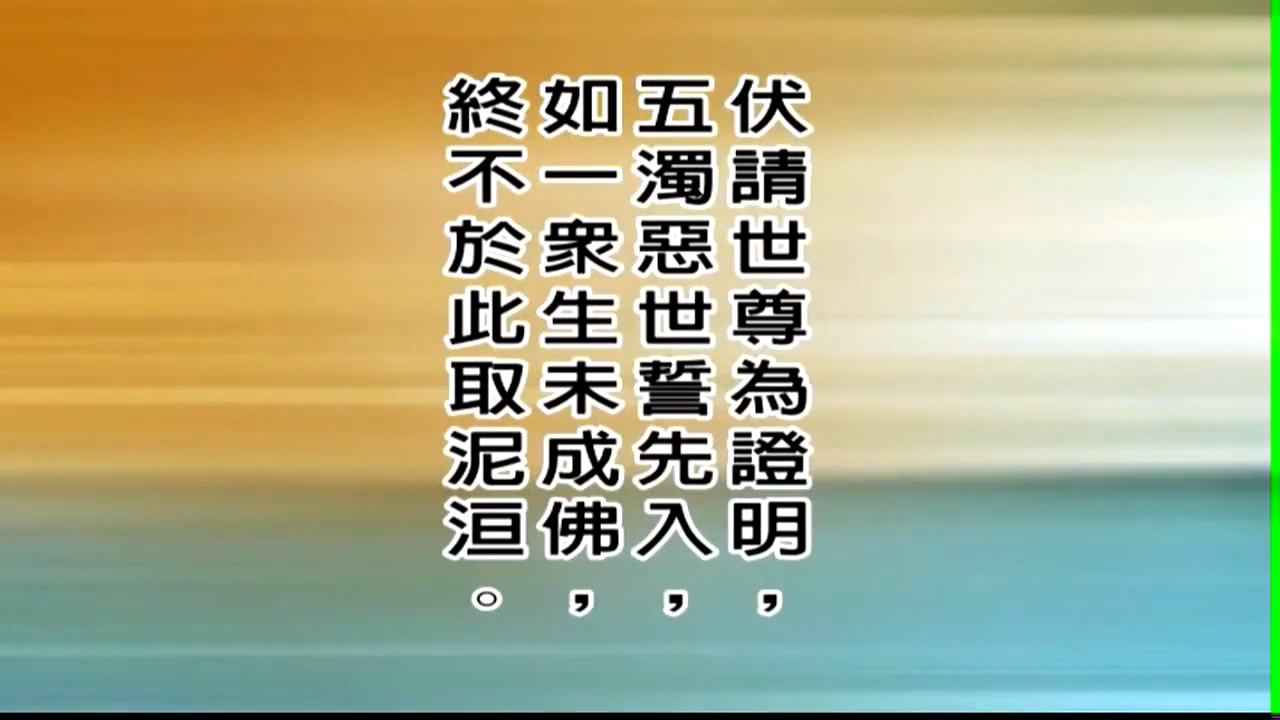 伏請世尊為證明，
五濁惡世誓先入，
如一衆生未成佛，
終不於此取泥洹。